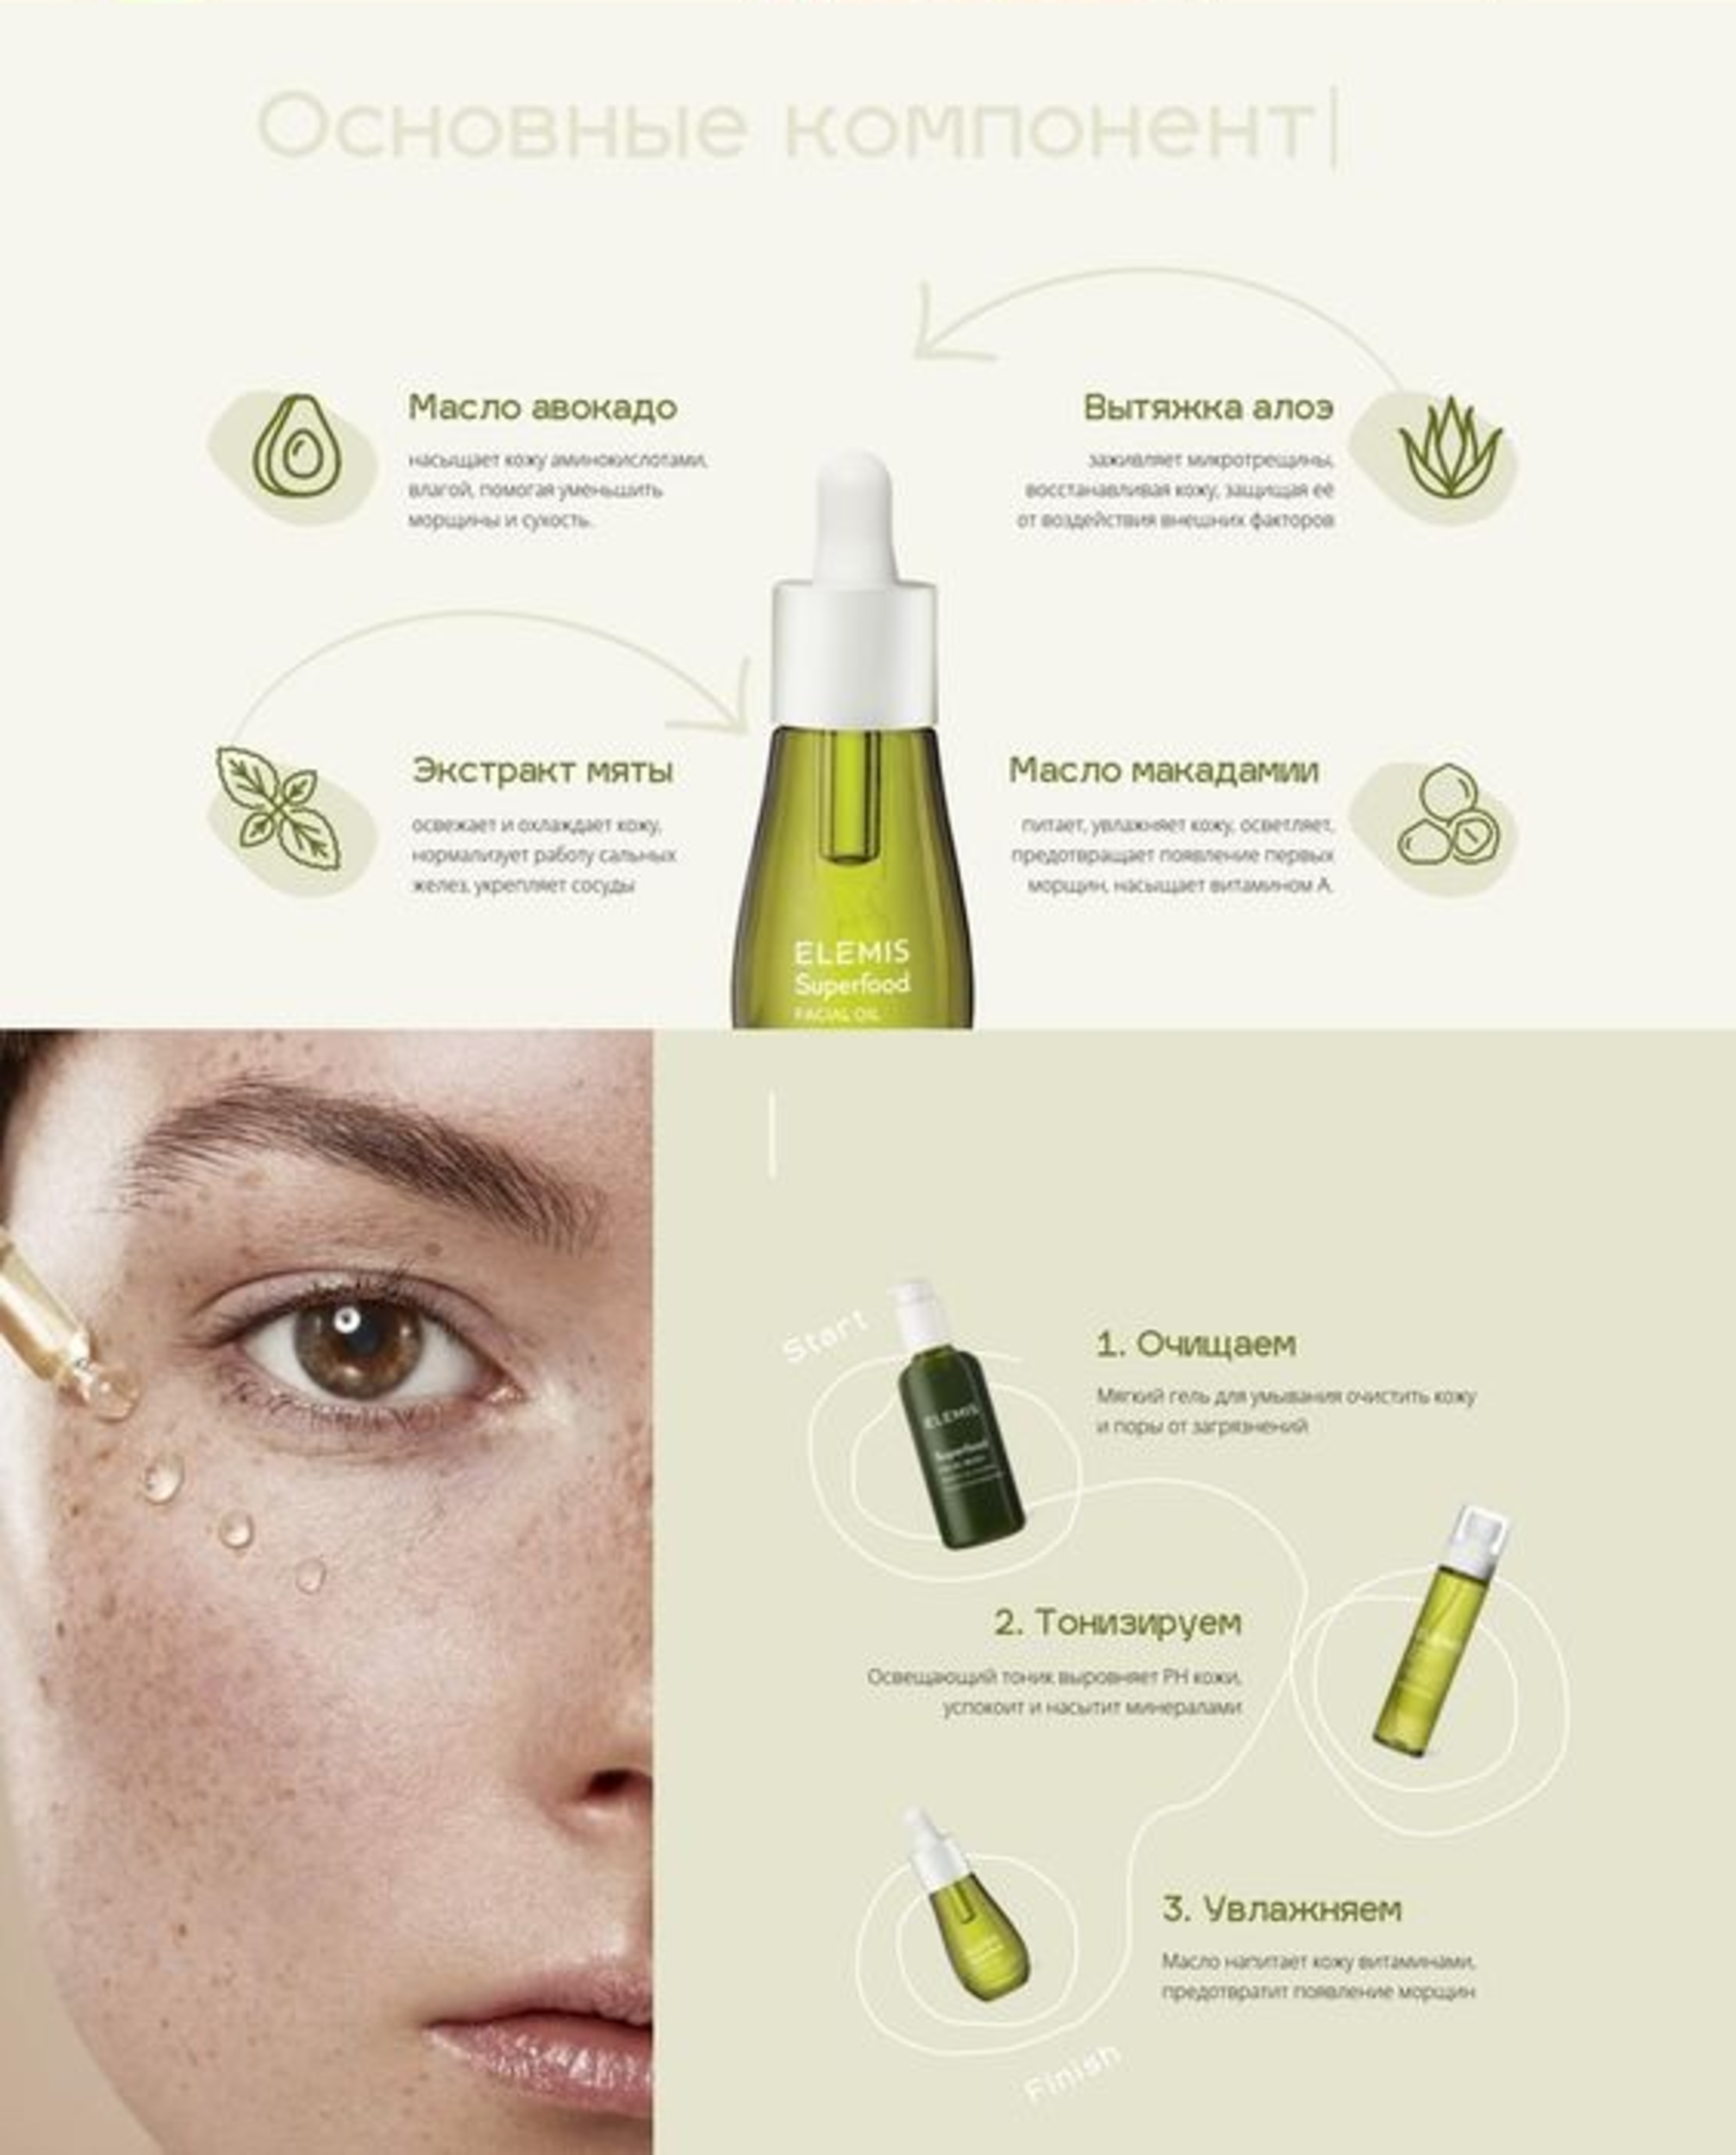 Основные компонент
Масло авокадо
насыщает кожу аминокислотами,
влагой, помогая уменьшить
морщины и сухость.
Вытяжка алоэ
заживляет микротрещины,
восстанавливая кожу, защищая её
от воздействия внешних факторов
Экстракт мяты
освежает и охлаждает кожу,
нормализует работу сальных
желез, укрепляет сосуды
Масло макадамии
питает, увлажняет кожу, осветляет,
предотвращает появление первых
морщин, насыщает витамином А.
ELEMIS
Superfood
FACIAL OIL
Start
ELEMIS
Superfood
1. Очищаем
Мягкий гель для умывания очистить кожу
и поры от загрязнений
2. Тонизируем
Освещающий тоник выровняет PH кожи,
успокоит и насытит минералами
ELEMIS
3. Увлажняем
Масло напитает кожу витаминами,
предотвратит появление морщин
Finish